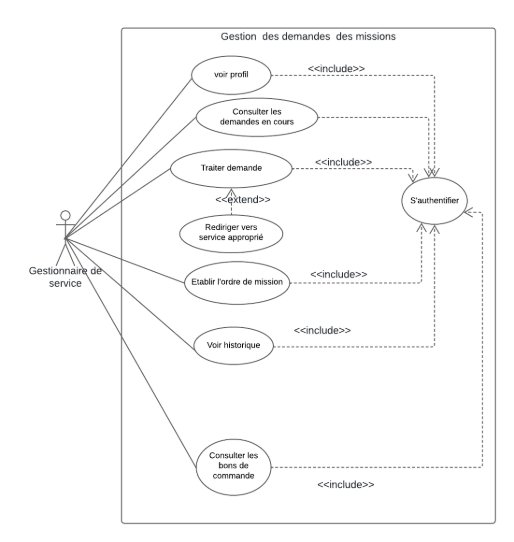 Gestion des demandes des missions
voir profil
<<include>>
Consulter les
demandes en cours
Traiter demande
<<include>>
<<extend>>
S'authentifier
Rediriger vers
service approprié
Gestionnaire de
service
Etablir l'ordre de mission
<<include>>
Voir historique
<<include>>
Consulter les
bons de
commande
<<include>>